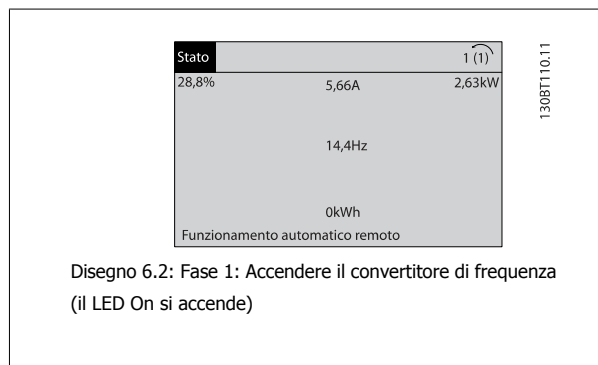 Stato 1 (1)
28,8% 5,66A 2,63kW
14,4Hz
0kWh
Funzionamento automatico remoto
130BT110.11
Disegno 6.2: Fase 1: Accendere il convertitore di frequenza
(il LED On si accende)